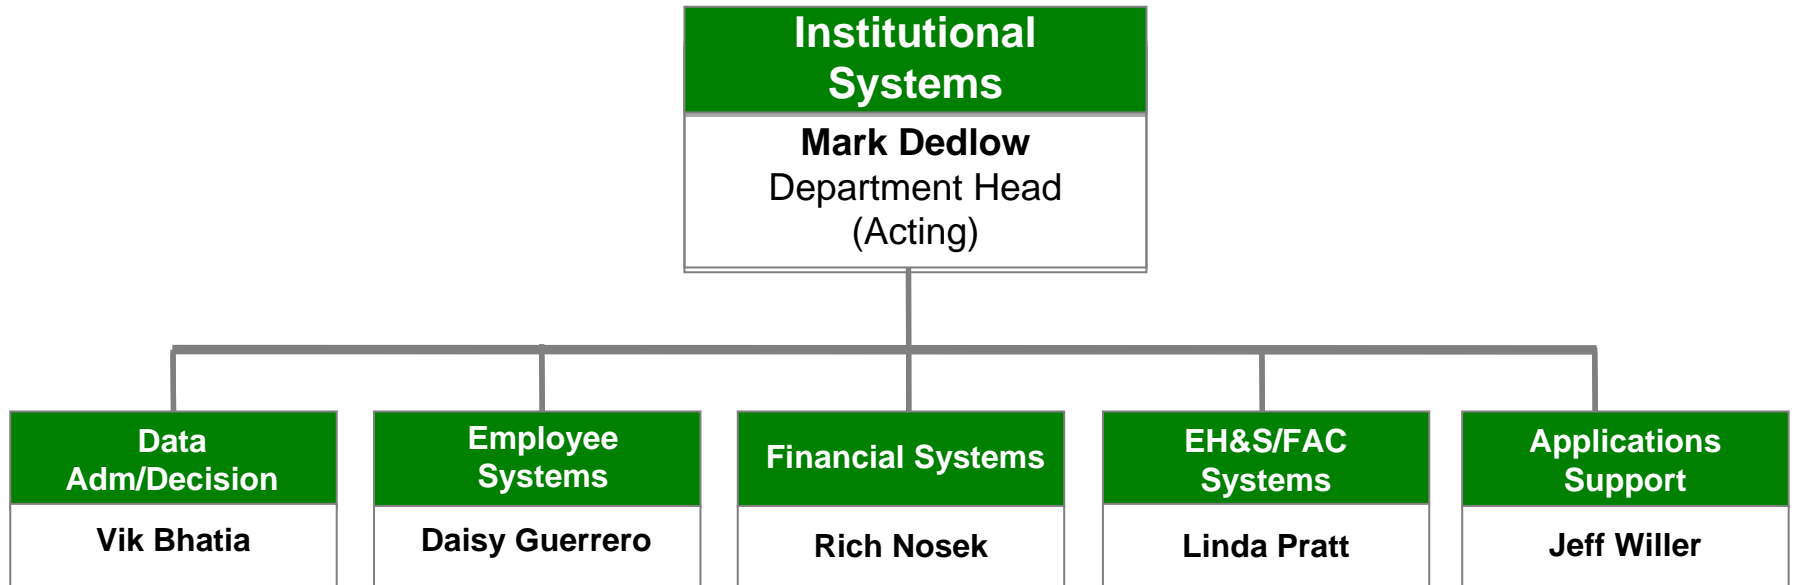 Institutional
Systems
Mark Dedlow
Department Head
(Acting)
Data
Adm/Decision
Vik Bhatia
Employee
Systems
Daisy Guerrero
Financial Systems
Rich Nosek
EH&S/FAC
Systems
Linda Pratt
Applications
Support
Jeff Willer